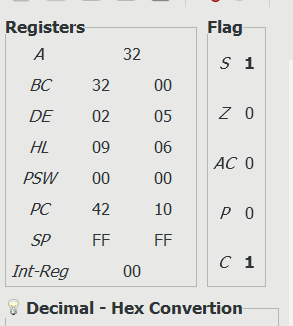 Registers Flag
A 32
BC 32 00
DE 02 05
HL 09 06
PSW 00 00
PC 42 10
SP FF FF
Int-Reg 00
S 1
Z 0
AC 0
P 0
C 1
Decimal - Hex Convertion